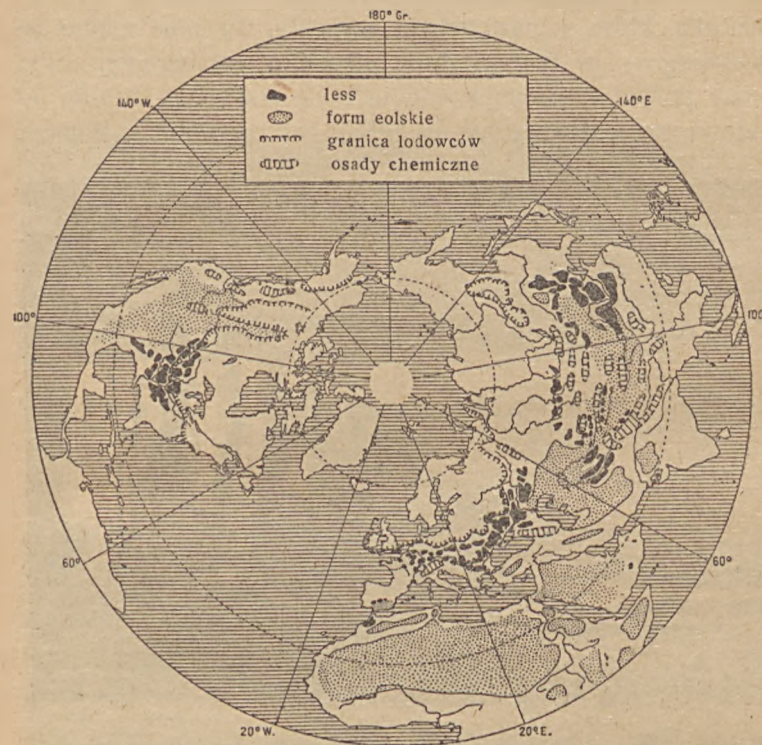 180° Gr.
140° W.
140° E
less
form eolskie
granica lodowców
osady chemiczne
100°
100
60°
60°
20° W.
20° E.